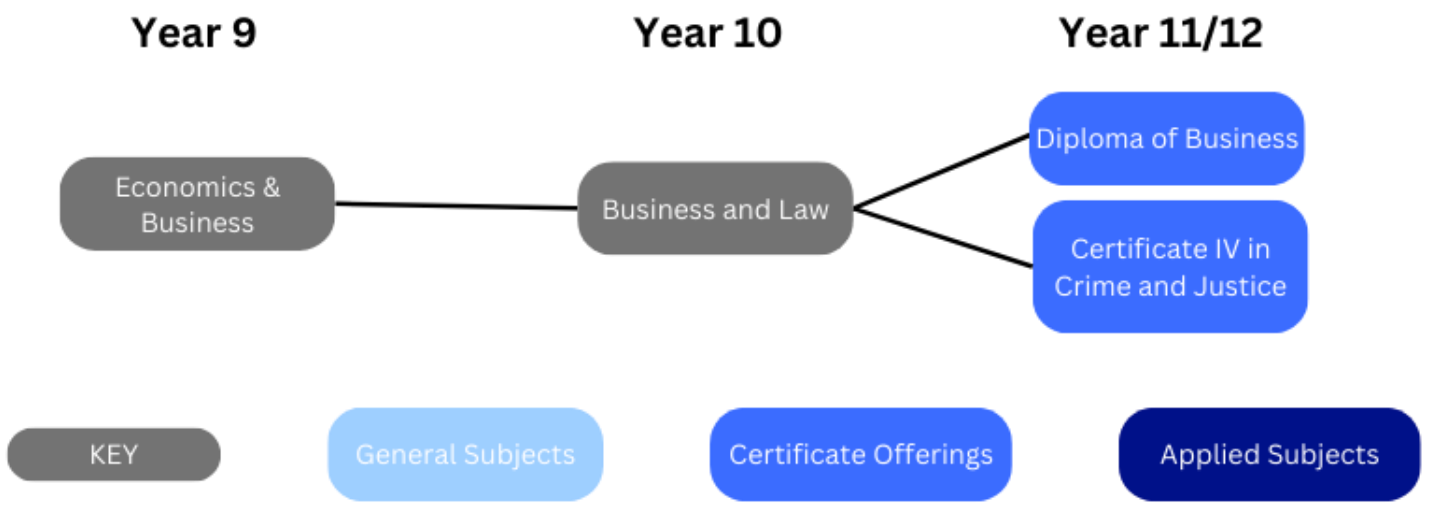 Year 9
Year 10
Year 11/12
Economics &
Business
Business and Law
Diploma of Business
Certificate IV in
Crime and Justice
KEY
General Subjects
Certificate Offerings
Applied Subjects